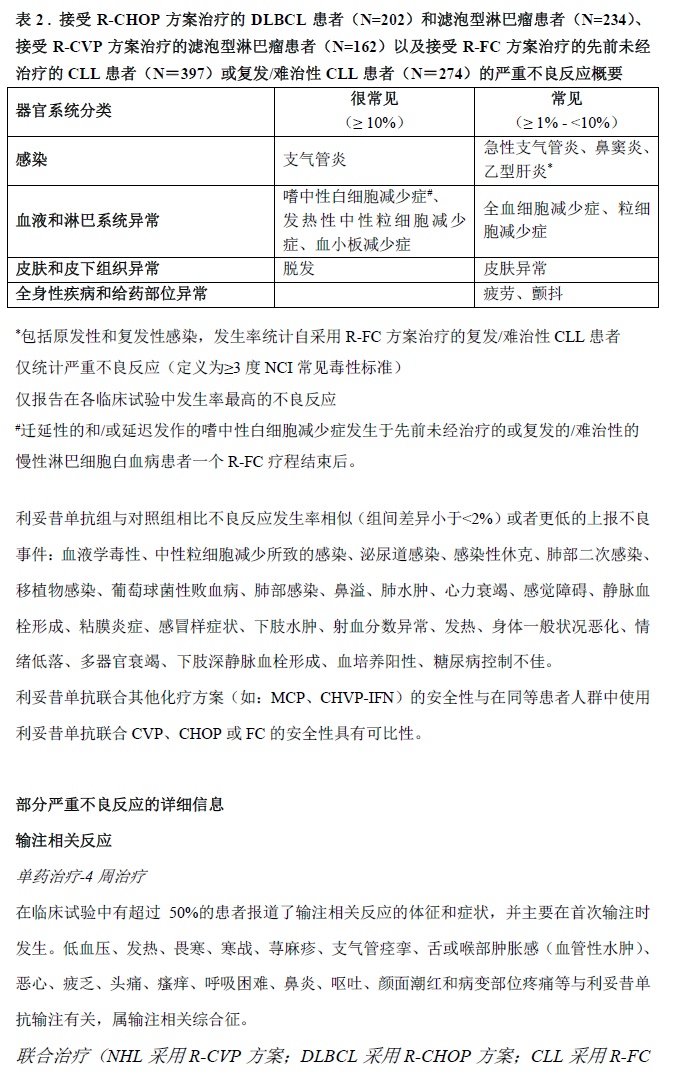 表 2．接受 R-CHOP 方案治疗的 DLBCL 患者（N=202）和滤泡型淋巴瘤患者（N=234）、
接受 R-CVP 方案治疗的滤泡型淋巴瘤患者（N=162）以及接受 R-FC 方案治疗的先前未经
治疗的 CLL 患者（N＝397）或复发/难治性 CLL 患者（N＝274）的严重不良反应概要
器官系统分类
很常见
（≥ 10%）
常见
（≥ 1% - <10%）
感染
支气管炎
急性支气管炎、鼻窦炎、
乙型肝炎*
血液和淋巴系统异常
嗜中性白细胞减少症#、
发热性中性粒细胞减少
症、血小板减少症
全血细胞减少症、粒细
胞减少症
皮肤和皮下组织异常
脱发
皮肤异常
全身性疾病和给药部位异常
疲劳、颤抖
*包括原发性和复发性感染，发生率统计自采用 R-FC 方案治疗的复发/难治性 CLL 患者
仅统计严重不良反应（定义为≥3 度 NCI 常见毒性标准）
仅报告在各临床试验中发生率最高的不良反应
#迁延性的和/或延迟发作的嗜中性白细胞减少症发生于先前未经治疗的或复发的/难治性的
慢性淋巴细胞白血病患者一个 R-FC 疗程结束后。
利妥昔单抗组与对照组相比不良反应发生率相似（组间差异小于<2%）或者更低的上报不良
事件：血液学毒性、中性粒细胞减少所致的感染、泌尿道感染、感染性休克、肺部二次感染、
移植物感染、葡萄球菌性败血病、肺部感染、鼻溢、肺水肿、心力衰竭、感觉障碍、静脉血
栓形成、粘膜炎症、感冒样症状、下肢水肿、射血分数异常、发热、身体一般状况恶化、情
绪低落、多器官衰竭、下肢深静脉血栓形成、血培养阳性、糖尿病控制不佳。
利妥昔单抗联合其他化疗方案（如：MCP、CHVP-IFN）的安全性与在同等患者人群中使用
利妥昔单抗联合 CVP、CHOP 或 FC 的安全性具有可比性。
部分严重不良反应的详细信息
输注相关反应
单药治疗-4 周治疗
在临床试验中有超过 50%的患者报道了输注相关反应的体征和症状，并主要在首次输注时
发生。低血压、发热、畏寒、寒战、荨麻疹、支气管痉挛、舌或喉部肿胀感（血管性水肿）、
恶心、疲乏、头痛、瘙痒、呼吸困难、鼻炎、呕吐、颜面潮红和病变部位疼痛等与利妥昔单
抗输注有关，属输注相关综合征。
联合治疗（NHL 采用 R-CVP 方案；DLBCL 采用 R-CHOP 方案；CLL 采用 R-FC